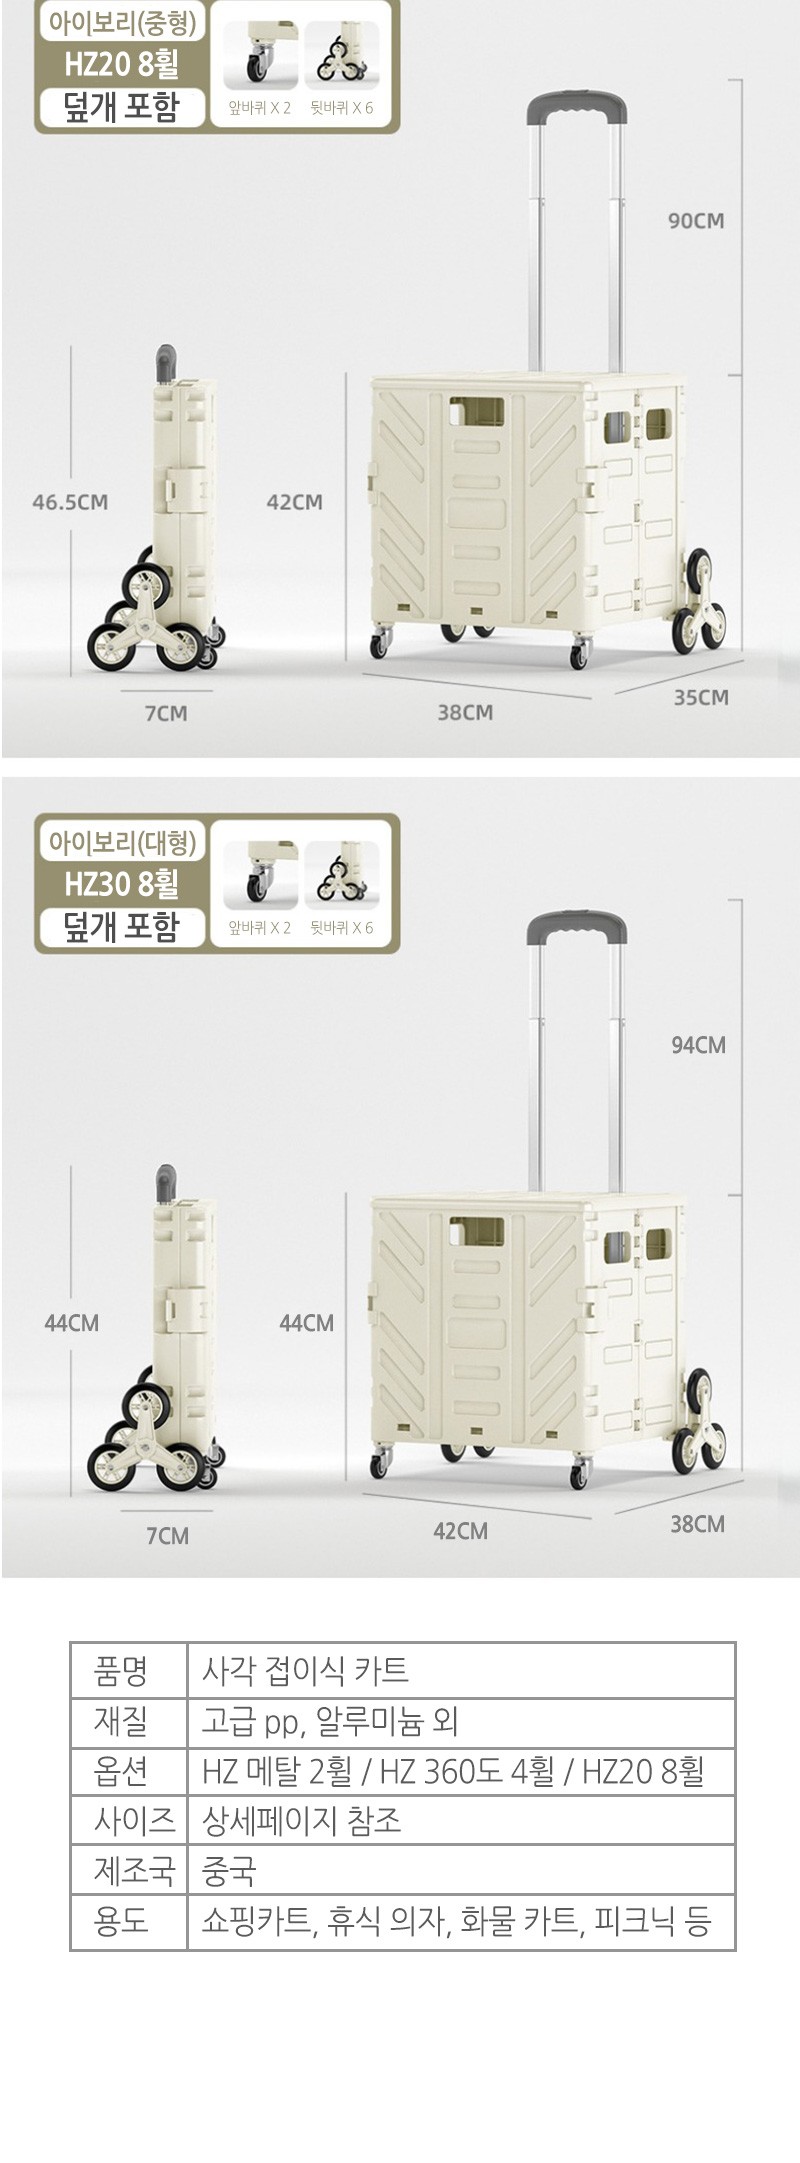 아이보리(중형)
HZ20 8휠
덮개 포함
앞바퀴 X 2
뒷바퀴 X 6
90CM
46.5CM
42CM
7CM
38CM
35CM
아이보리(대형)
HZ30 8휠
덮개 포함
앞바퀴 X 2
뒷바퀴 X 6
94CM
44CM
44CM
7CM
42CM
38CM
품명 사각 접이식 카트
재질 고급 pp, 알루미늄 외
옵션 HZ 메탈 2휠 / HZ 360도 4휠 / HZ20 8휠
사이즈 상세페이지 참조
제조국 중국
용도 쇼핑카트, 휴식 의자, 화물 카트, 피크닉 등